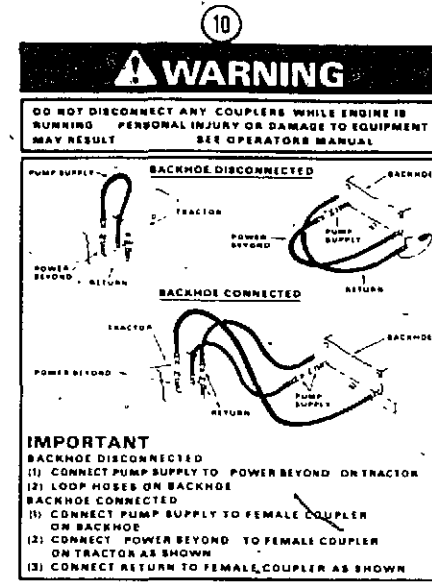 10
WARNING
DO NOT DISCONNECT ANY COUPLERS WHILE ENGINE IS
RUNNING PERSONAL INJURY OR DAMAGE TO EQUIPMENT
MAY RESULT SEE OPERATORS MANUAL
BACKHOE DISCONNECTED
PUMP SUPPLY
TRACTOR
POWER
BEYOND
RETURN
BACKHOE
POWER
BEYOND
PUMP
SUPPLY
RETURN
BACKHOE CONNECTED
TRACTOR
POWER BEYOND
RETURN
BACKHOE
PUMP
SUPPLY
IMPORTANT
BACKHOE DISCONNECTED
(1) CONNECT PUMP SUPPLY TO POWER BEYOND ON TRACTOR
(2) LOOP HOSES ON BACKHOE
BACKHOE CONNECTED
(1) CONNECT PUMP SUPPLY TO FEMALE COUPLER
ON BACKHOE
(2) CONNECT POWER BEYOND TO FEMALE COUPLER
ON TRACTOR AS SHOWN
(3) CONNECT RETURN TO FEMALE COUPLER AS SHOWN